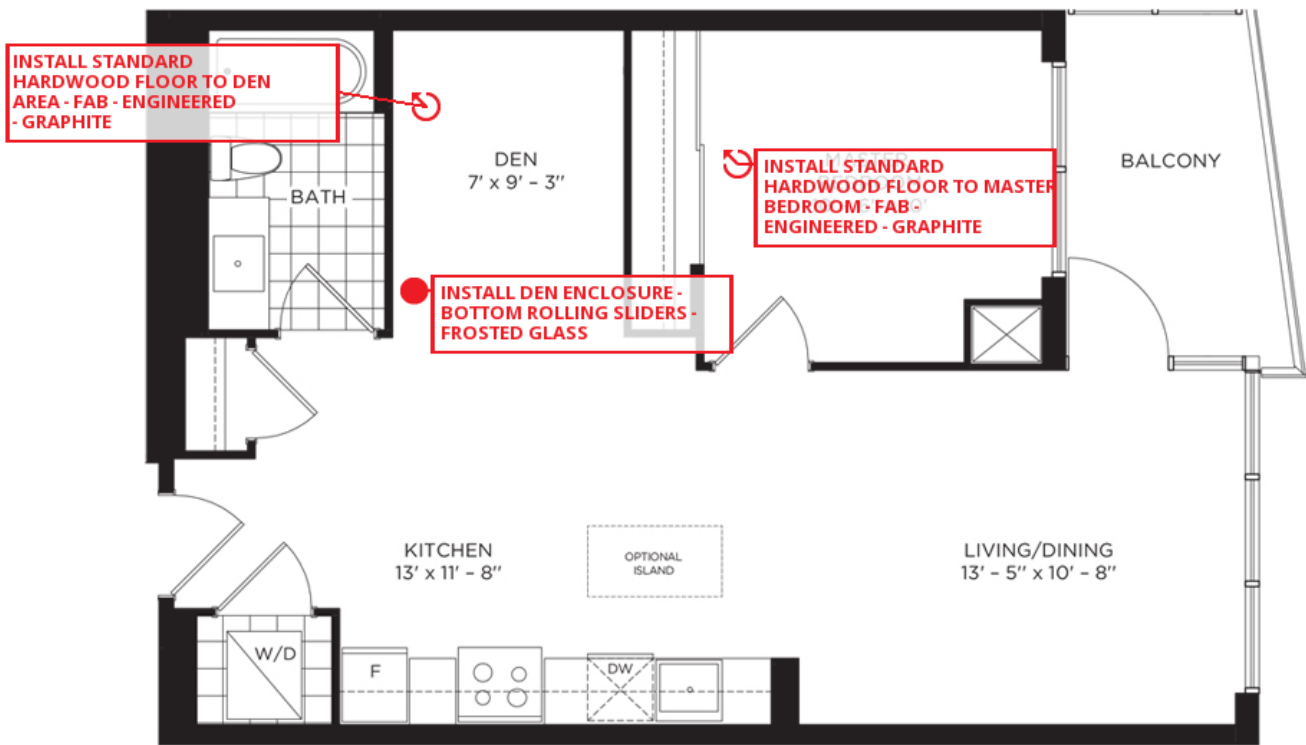 INSTALL STANDARD
HARDWOOD FLOOR TO DEN
AREA - FAB - ENGINEERED
- GRAPHITE
DEN
7' x 9' – 3"
BATH
MASTER
BEDROOM
INSTALL STANDARD
HARDWOOD FLOOR TO MASTER
BEDROOM - FAB -
ENGINEERED - GRAPHITE
BALCONY
INSTALL DEN ENCLOSURE -
BOTTOM ROLLING SLIDERS -
FROSTED GLASS
KITCHEN
13' x 11' – 8"
OPTIONAL
ISLAND
LIVING/DINING
13' – 5" x 10' – 8"
W/D
F
DW